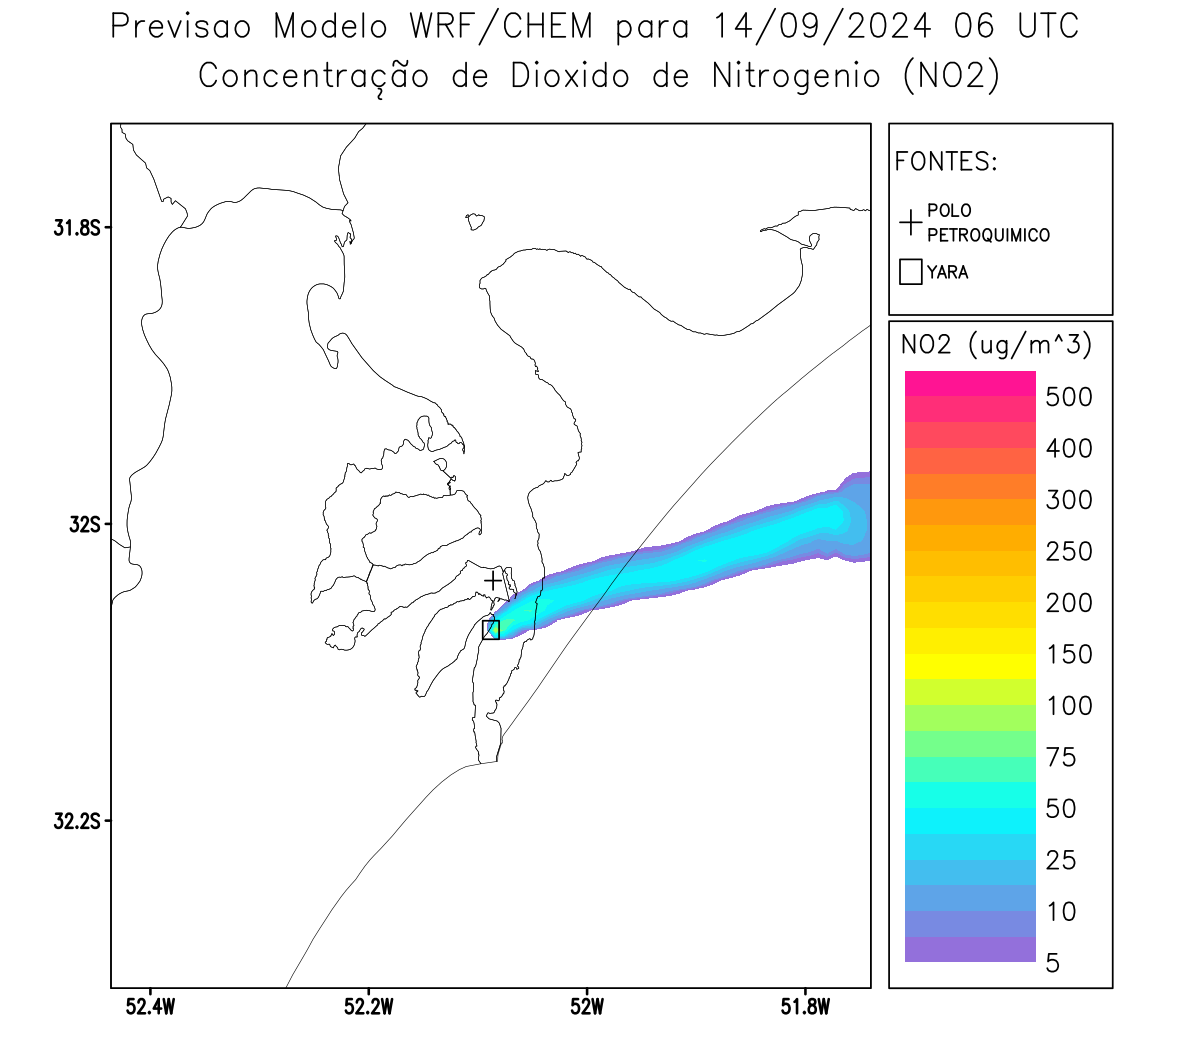 Previsao Modelo WRF/CHEM para 14/09/2024 06 UTC
Concentração de Dioxido de Nitrogenio (NO2)
FONTES:
POLO
PETROQUIMICO
YARA
NO2 (ug/m^3)
500
400
300
250
200
150
100
75
50
25
10
5
31.8S
32S
32.2S
52.4W
52.2W
52W
51.8W